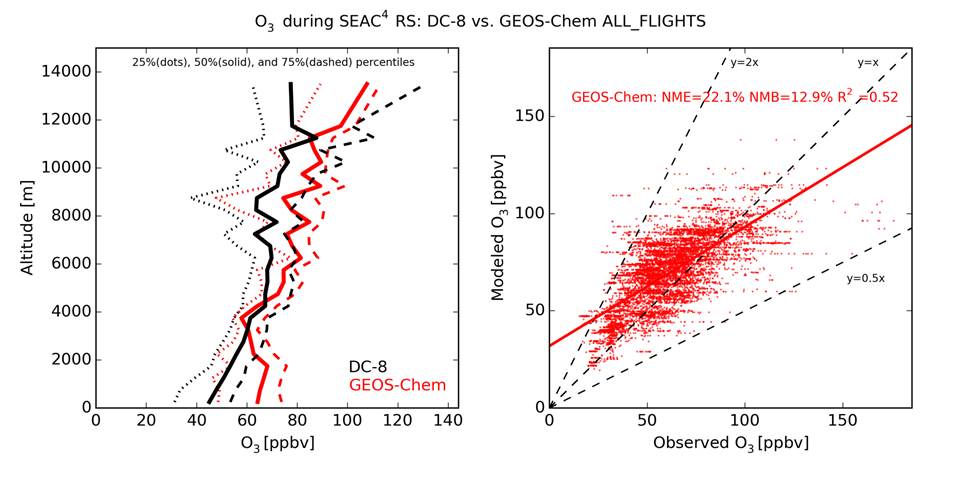 O₃ during SEAC⁴ RS: DC-8 vs. GEOS-Chem ALL_FLIGHTS
25%(dots), 50%(solid), and 75%(dashed) percentiles
14000
12000
10000
8000
6000
4000
2000
0
Altitude [m]
DC-8
GEOS-Chem
0 20 40 60 80 100 120 140
O₃ [ppbv]
y=2x
y=x
GEOS-Chem: NME=22.1% NMB=12.9% R² =0.52
y=0.5x
150
100
50
0
Modeled O₃ [ppbv]
0 50 100 150
Observed O₃ [ppbv]